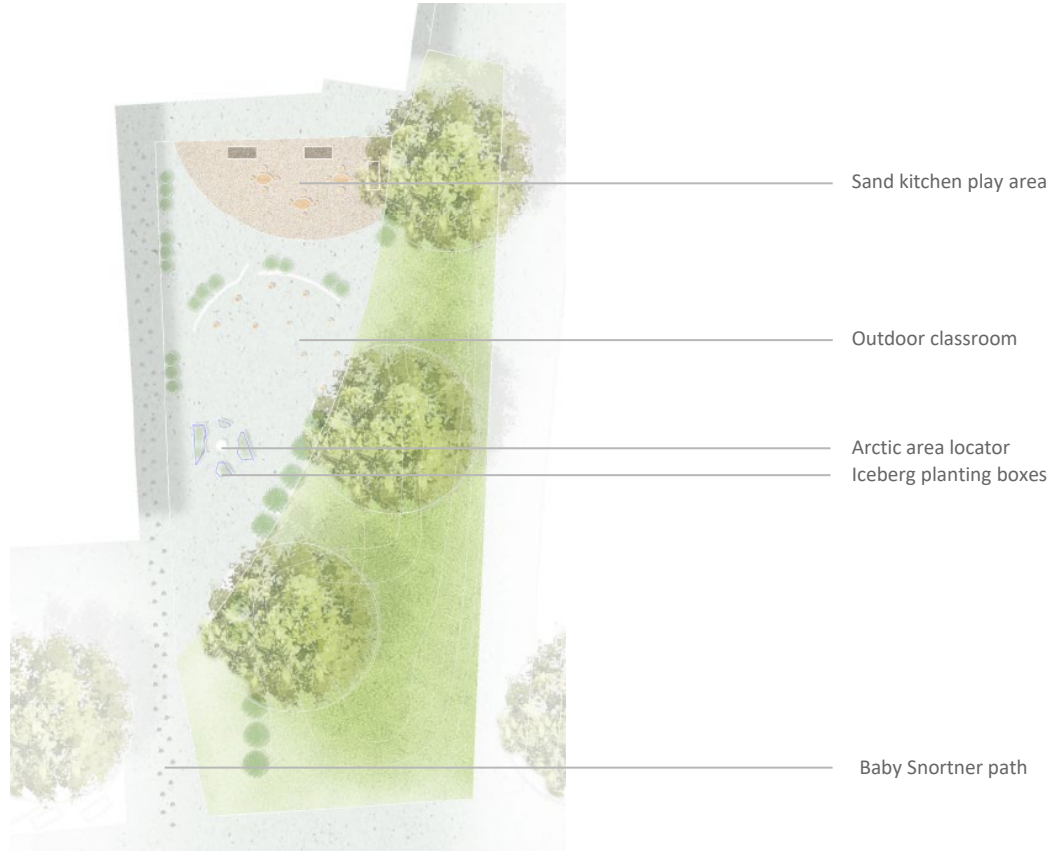 Sand kitchen play area
Outdoor classroom
Arctic area locator
Iceberg planting boxes
Baby Snortner path